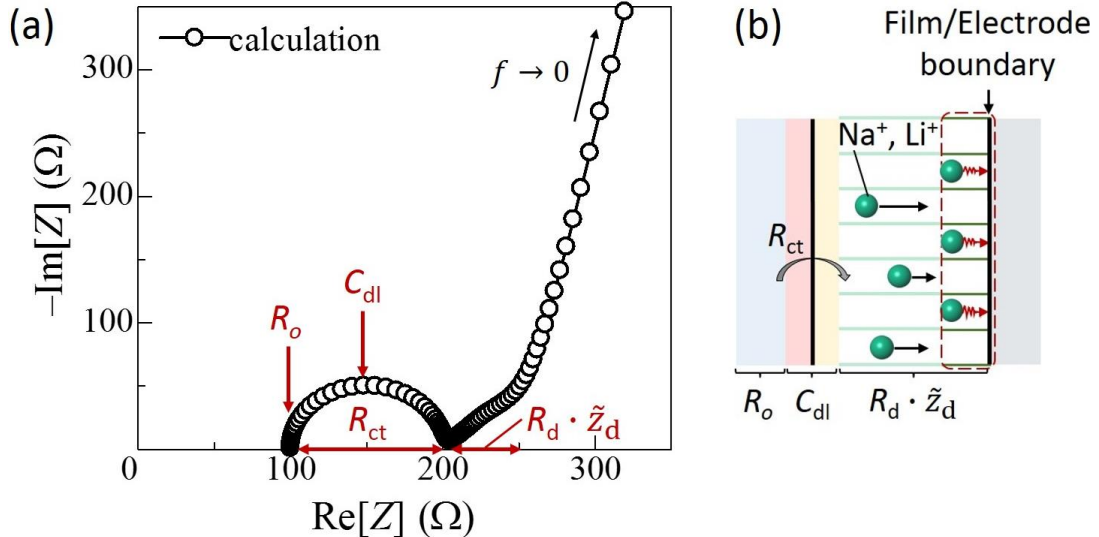 (a)
calculation
f → 0
300
200
100
−Im[Z] (Ω)
C_dl
R_o
R_ct
R_d · z̃_d
0
100
200
300
Re[Z] (Ω)
(b)
Film/Electrode
boundary
Na⁺, Li⁺
R_ct
R_o
C_dl
R_d · z̃_d